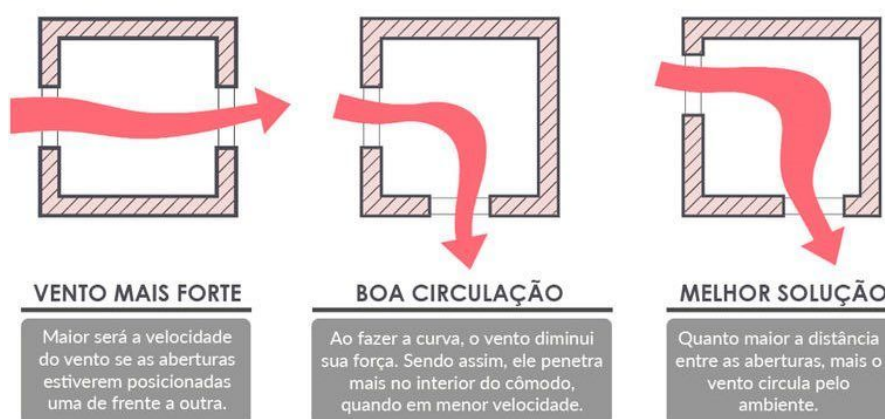 VENTO MAIS FORTE
Maior será a velocidade
do vento se as aberturas
estiverem posicionadas
uma de frente a outra.
BOA CIRCULAÇÃO
Ao fazer a curva, o vento diminui
sua força. Sendo assim, ele penetra
mais no interior do cômodo,
quando em menor velocidade.
MELHOR SOLUÇÃO
Quanto maior a distância
entre as aberturas, mais o
vento circula pelo
ambiente.